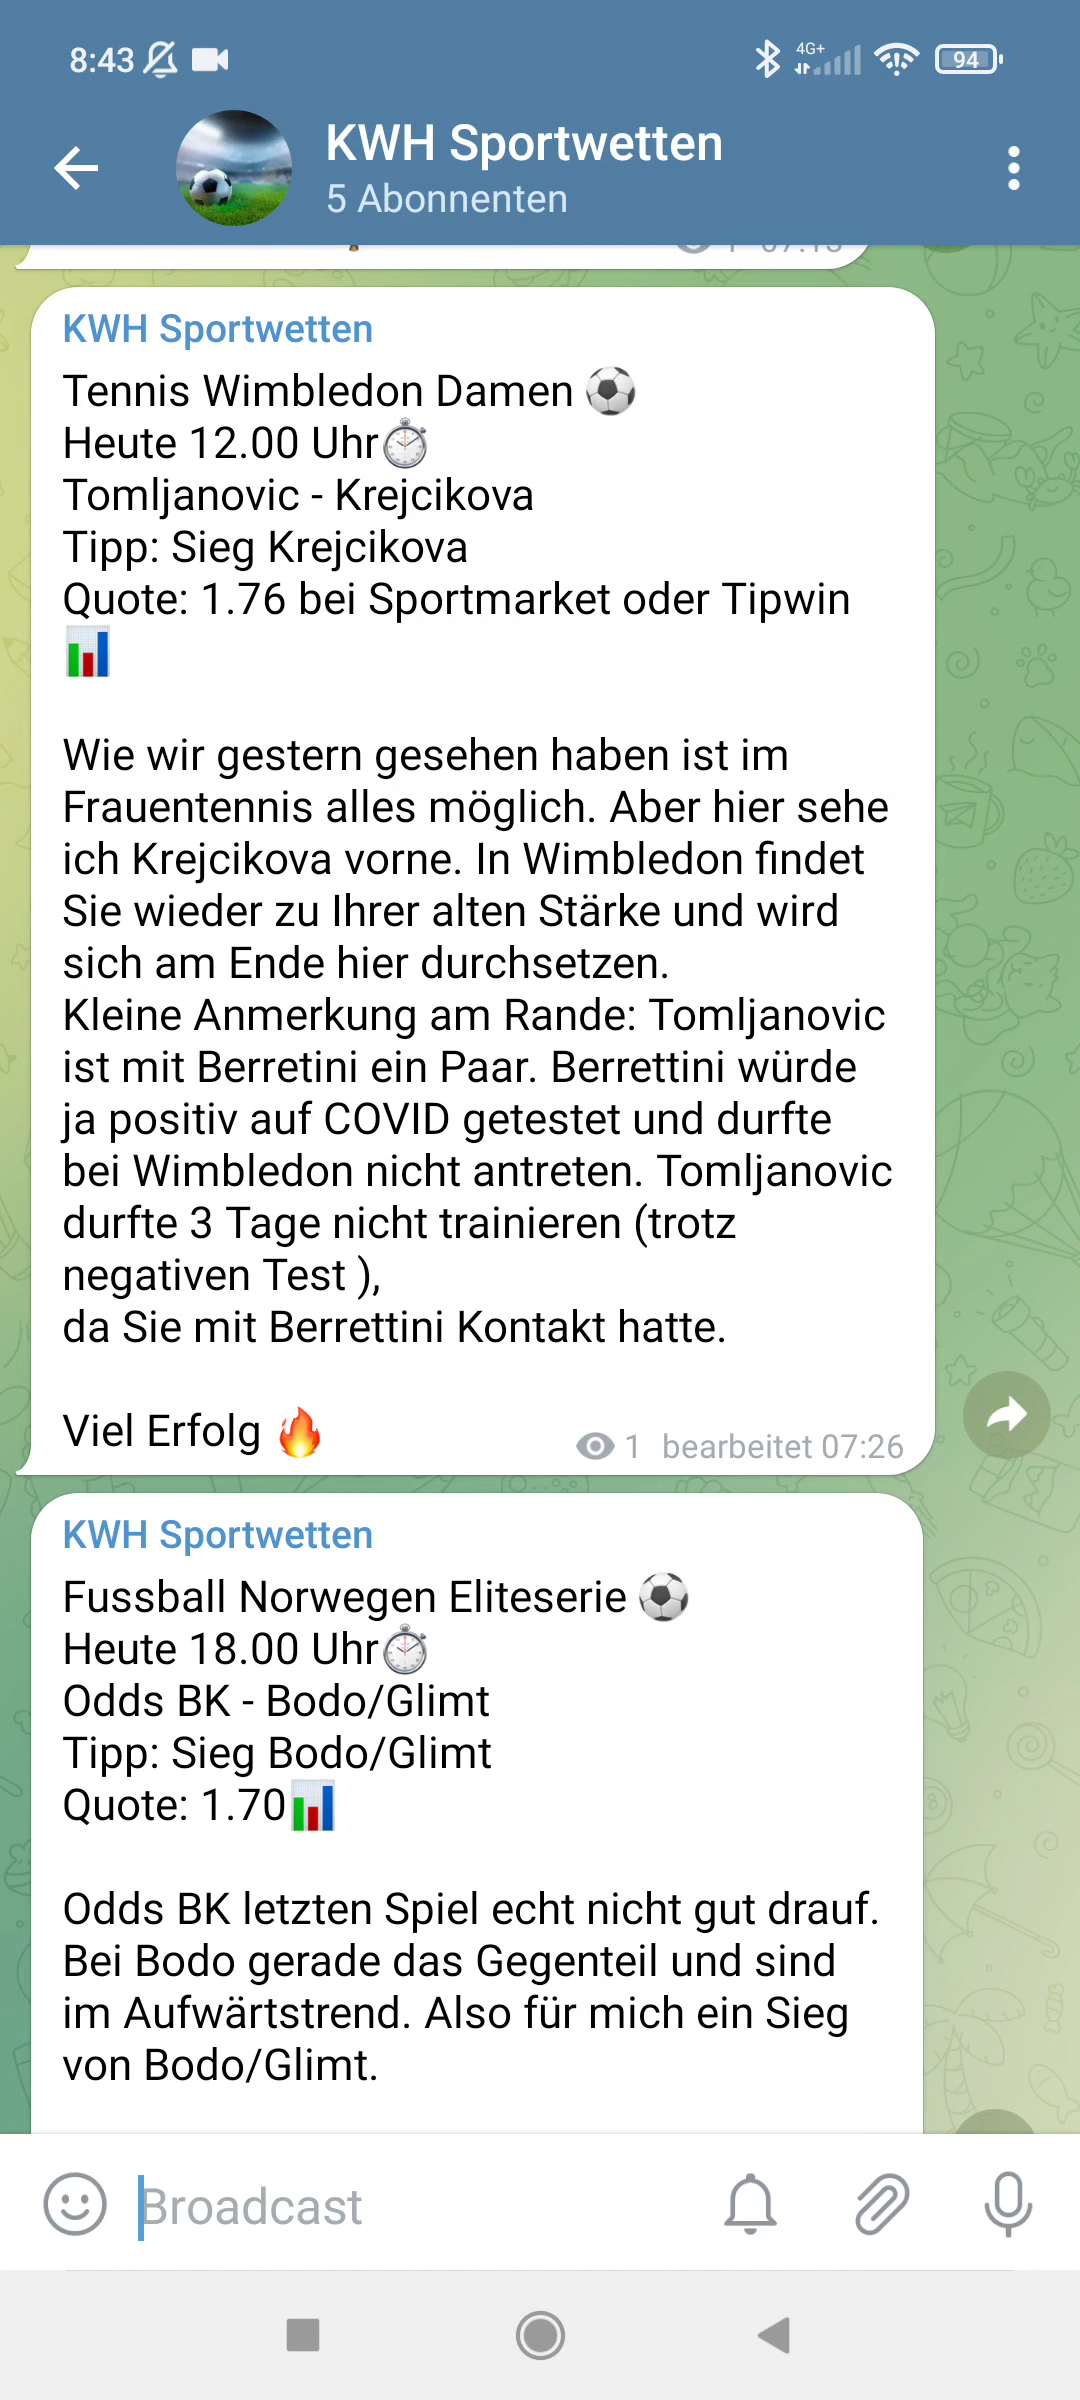 8:43 4G+ 94
KWH Sportwetten
5 Abonnenten
KWH Sportwetten
Tennis Wimbledon Damen ⚽
Heute 12.00 Uhr⏱
Tomljanovic - Krejcikova
Tipp: Sieg Krejcikova
Quote: 1.76 bei Sportmarket oder Tipwin
📊
Wie wir gestern gesehen haben ist im
Frauentennis alles möglich. Aber hier sehe
ich Krejcikova vorne. In Wimbledon findet
Sie wieder zu Ihrer alten Stärke und wird
sich am Ende hier durchsetzen.
Kleine Anmerkung am Rande: Tomljanovic
ist mit Berretini ein Paar. Berrettini würde
ja positiv auf COVID getestet und durfte
bei Wimbledon nicht antreten. Tomljanovic
durfte 3 Tage nicht trainieren (trotz
negativen Test ),
da Sie mit Berrettini Kontakt hatte.
Viel Erfolg 🔥
1 bearbeitet 07:26
KWH Sportwetten
Fussball Norwegen Eliteserie ⚽
Heute 18.00 Uhr⏱
Odds BK - Bodo/Glimt
Tipp: Sieg Bodo/Glimt
Quote: 1.70📊
Odds BK letzten Spiel echt nicht gut drauf.
Bei Bodo gerade das Gegenteil und sind
im Aufwärtstrend. Also für mich ein Sieg
von Bodo/Glimt.
Broadcast